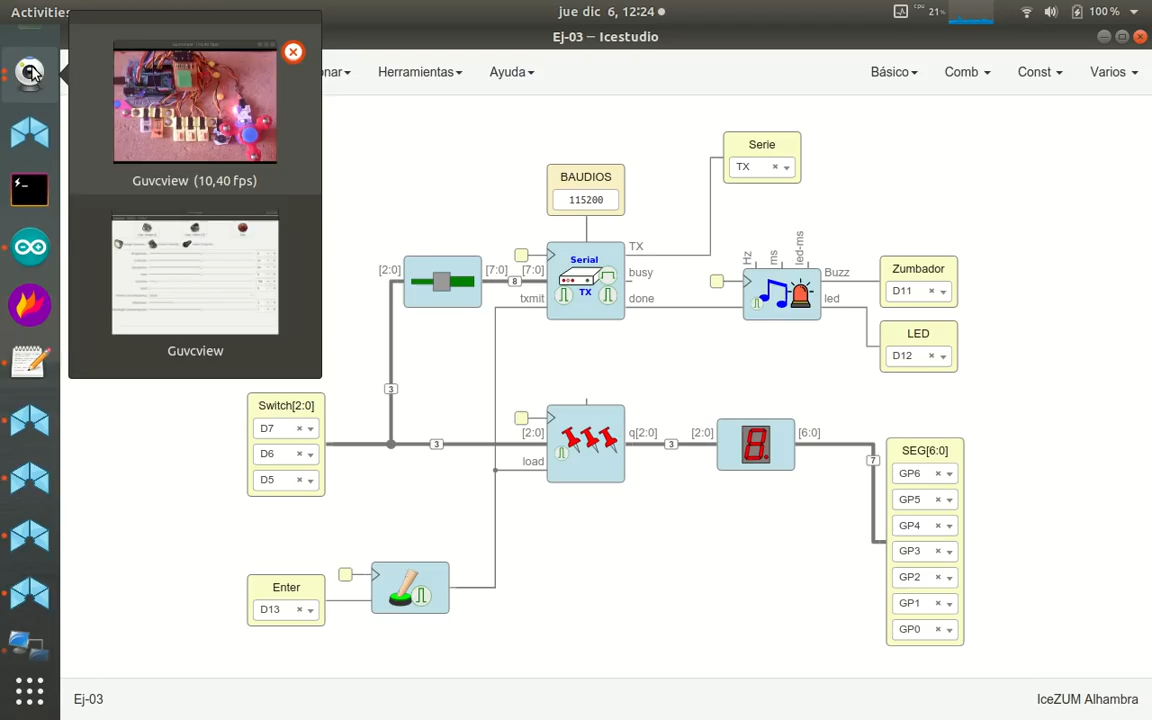 Activities
jue dic 6, 12:24
cpu
21%
100 %
Ej-03 — Icestudio
onar
Herramientas
Ayuda
Básico
Comb
Const
Varios
Guvcview (10,40 fps)
Guvcview
BAUDIOS
115200
Serie
TX
[2:0]
[7:0]
8
[7:0]
txmit
Serial
TX
TX
busy
done
Hz
ms
led-ms
Buzz
led
Zumbador
D11
LED
D12
3
Switch[2:0]
D7
D6
D5
3
[2:0]
load
q[2:0]
3
[2:0]
[6:0]
7
SEG[6:0]
GP6
GP5
GP4
GP3
GP2
GP1
GP0
Enter
D13
Ej-03
IceZUM Alhambra